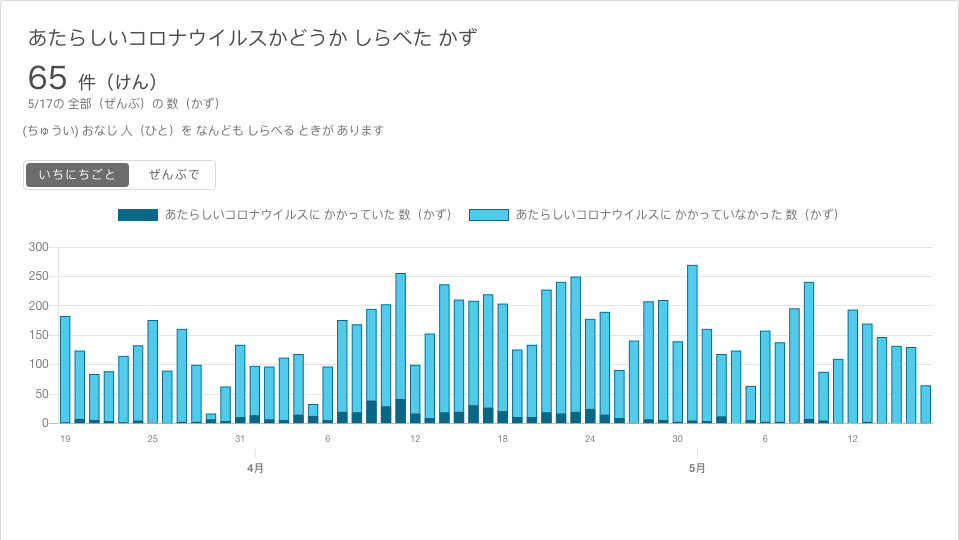 あたらしいコロナウイルスかどうか しらべた かず
65 件（けん）
5/17の 全部（ぜんぶ）の 数（かず）
(ちゅうい) おなじ 人（ひと）を なんども しらべる ときが あります
いちにちごと ぜんぶで
あたらしいコロナウイルスに かかっていた 数（かず） あたらしいコロナウイルスに かかっていなかった 数（かず）
300
250
200
150
100
50
0
19 25 31 6 12 18 24 30 6 12
4月 5月